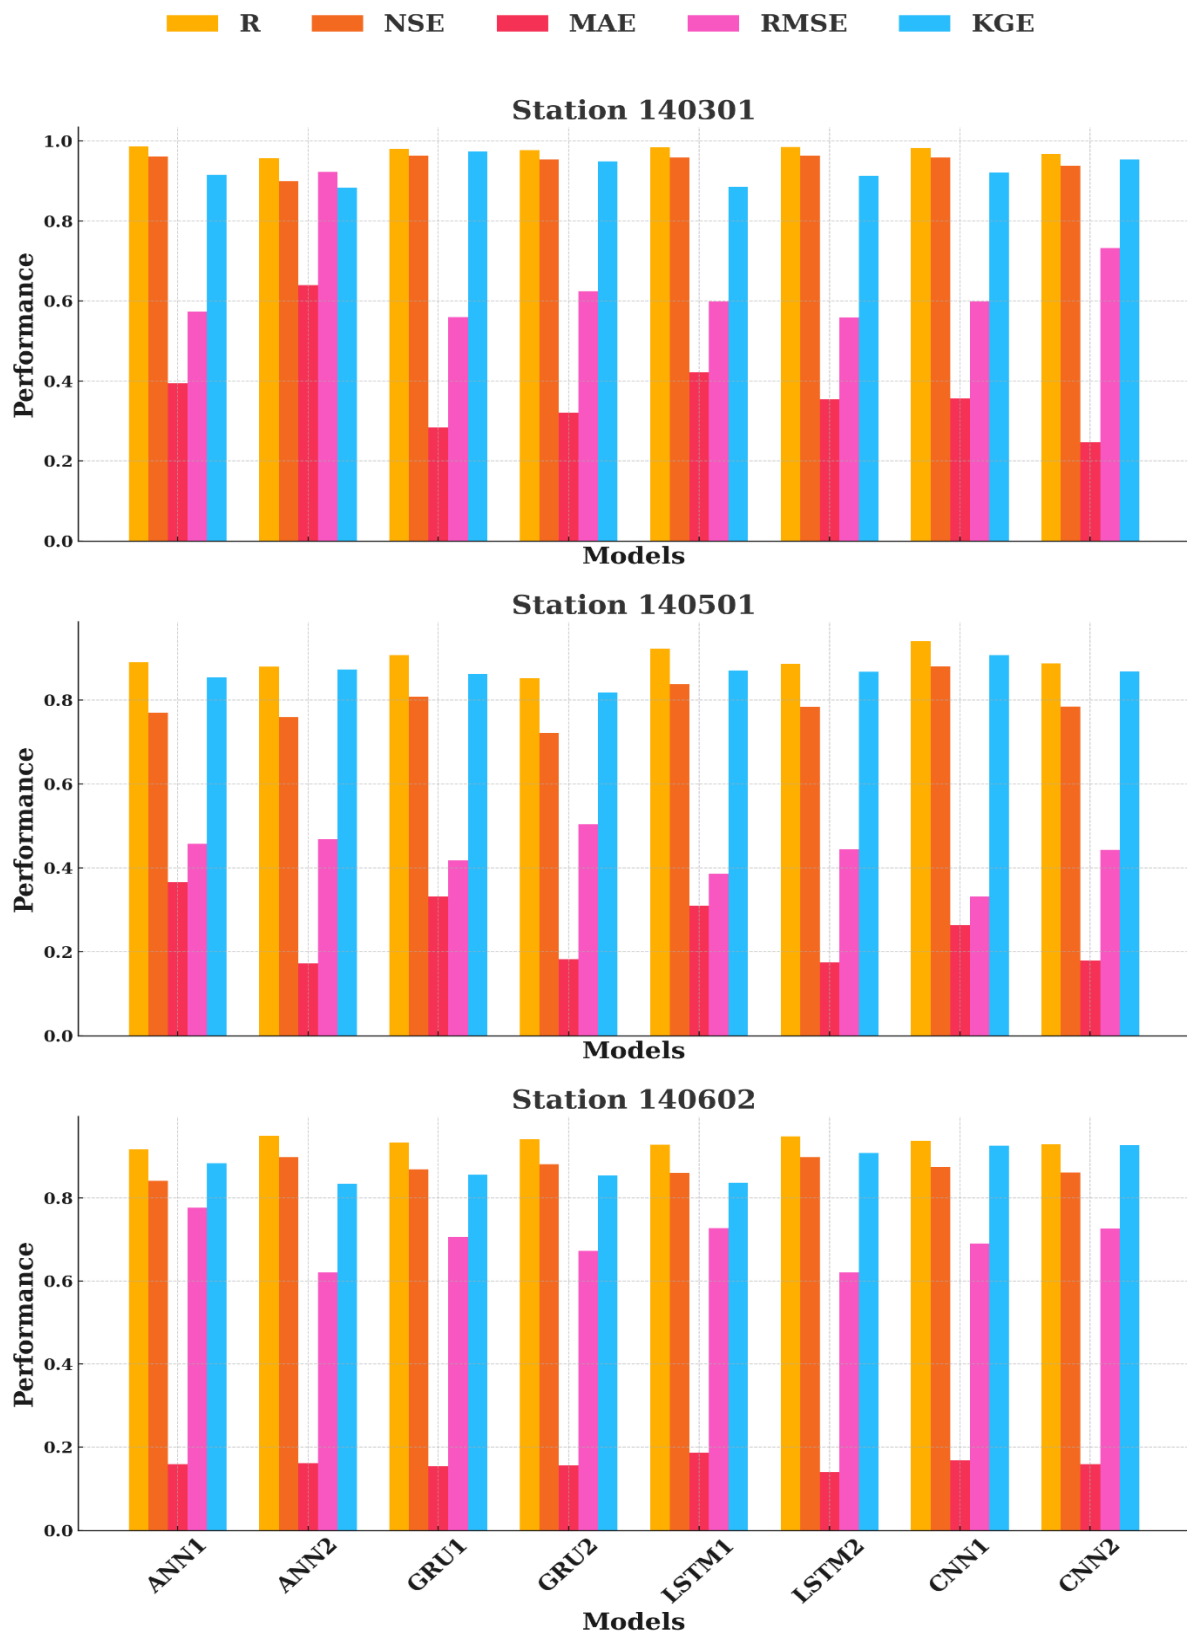 R NSE MAE RMSE KGE
Station 140301
Performance
1.0
0.8
0.6
0.4
0.2
0.0
Models
Station 140501
Performance
0.8
0.6
0.4
0.2
0.0
Models
Station 140602
Performance
0.8
0.6
0.4
0.2
0.0
ANN1 ANN2 GRU1 GRU2 LSTM1 LSTM2 CNN1 CNN2
Models